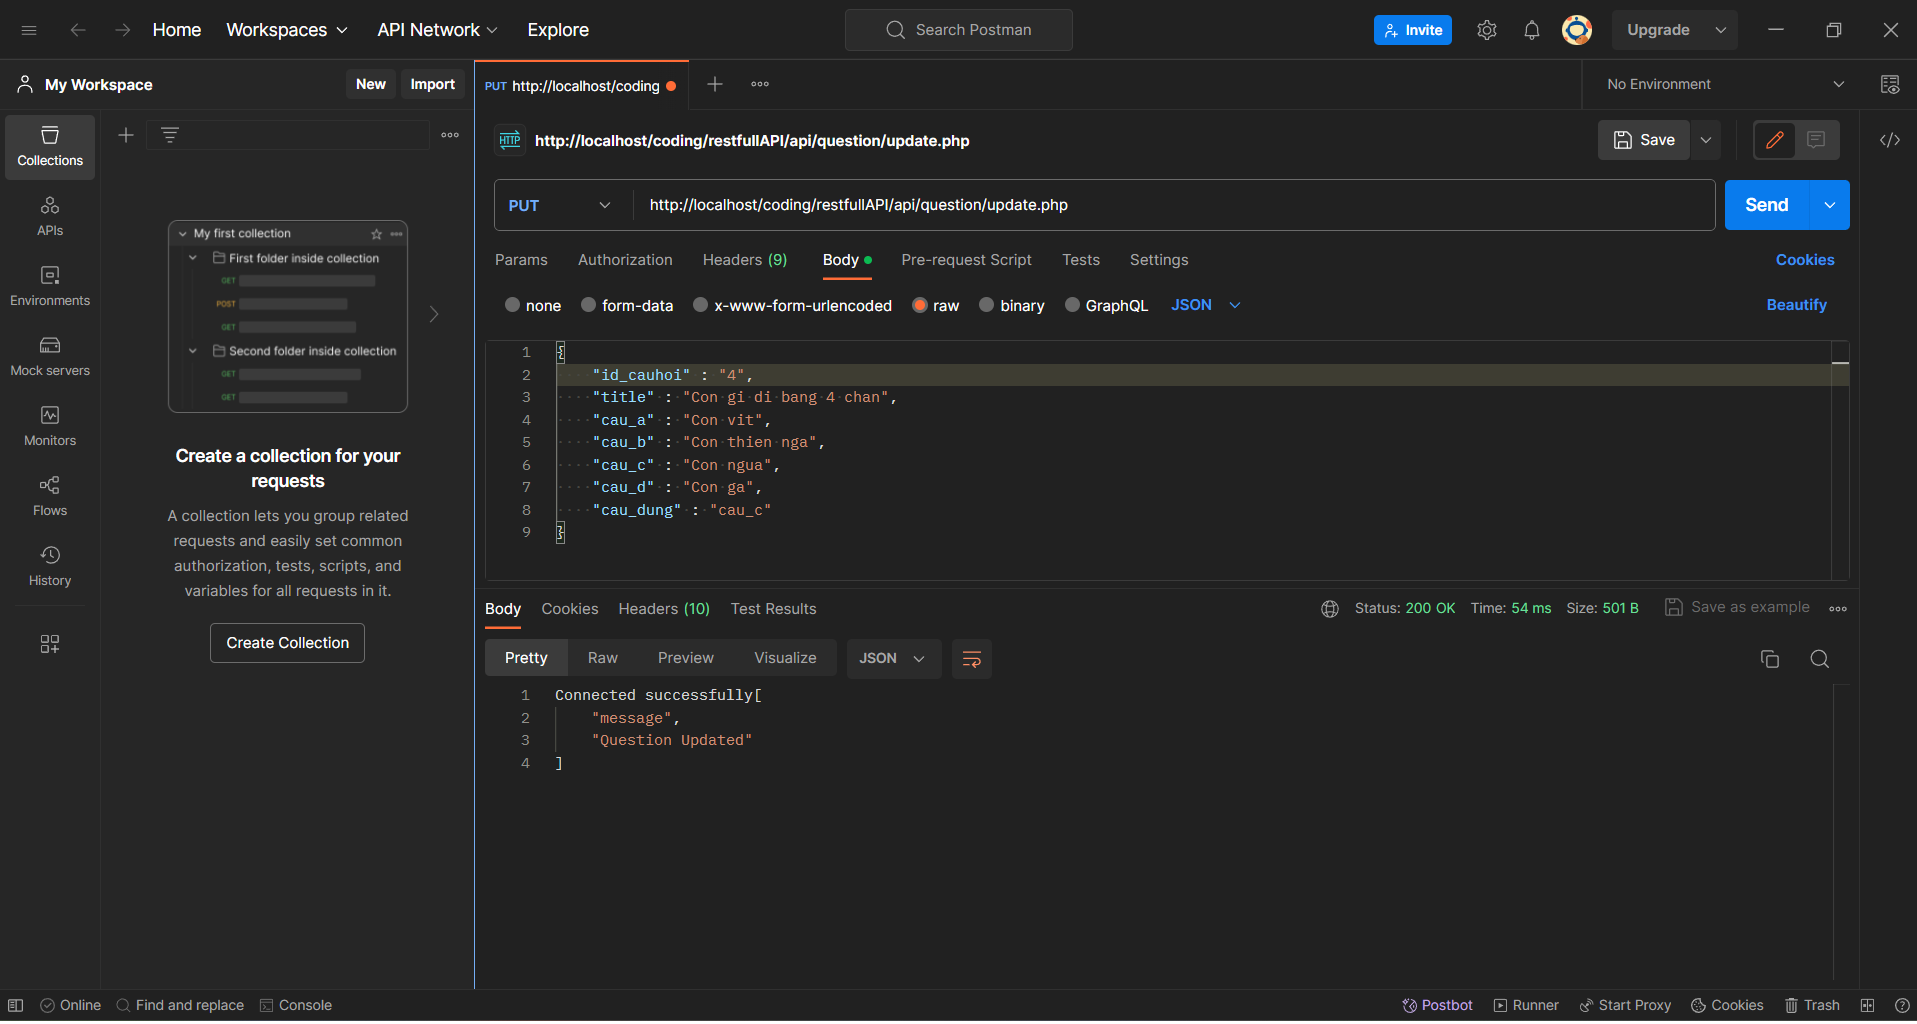 Home Workspaces API Network Explore Search Postman Invite Upgrade
My Workspace New Import PUT http://localhost/coding No Environment
HTTP http://localhost/coding/restfullAPI/api/question/update.php Save
PUT http://localhost/coding/restfullAPI/api/question/update.php Send
Params Authorization Headers (9) Body Pre-request Script Tests Settings Cookies
none form-data x-www-form-urlencoded raw binary GraphQL JSON Beautify
1 {
2 "id_cauhoi" : "4",
3 "title" : "Con gi di bang 4 chan",
4 "cau_a" : "Con vit",
5 "cau_b" : "Con thien nga",
6 "cau_c" : "Con ngua",
7 "cau_d" : "Con ga",
8 "cau_dung" : "cau_c"
9 }
Body Cookies Headers (10) Test Results Status: 200 OK Time: 54 ms Size: 501 B Save as example
Pretty Raw Preview Visualize JSON
1 Connected successfully[
2 "message",
3 "Question Updated"
4 ]
Collections
APIs
Environments
Mock servers
Monitors
Flows
History
My first collection
First folder inside collection
GET
POST
GET
Second folder inside collection
GET
GET
Create a collection for your
requests
A collection lets you group related
requests and easily set common
authorization, tests, scripts, and
variables for all requests in it.
Create Collection
Online Find and replace Console Postbot Runner Start Proxy Cookies Trash